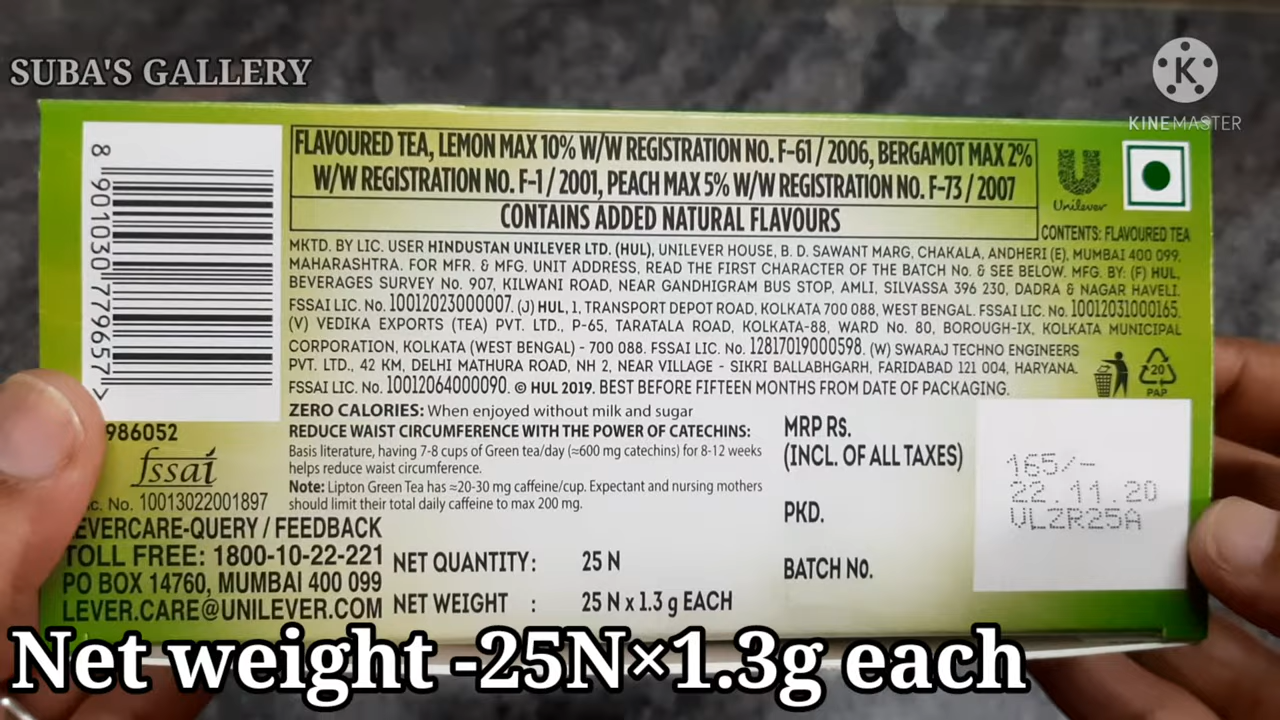 SUBA'S GALLERY
K
KINEMASTER
8 901030 779657 >
FLAVOURED TEA, LEMON MAX 10% W/W REGISTRATION NO. F-61 / 2006, BERGAMOT MAX 2%
W/W REGISTRATION NO. F-1 / 2001, PEACH MAX 5% W/W REGISTRATION NO. F-73 / 2007
CONTAINS ADDED NATURAL FLAVOURS
Unilever
CONTENTS: FLAVOURED TEA
MKTD. BY LIC. USER HINDUSTAN UNILEVER LTD. (HUL), UNILEVER HOUSE, B. D. SAWANT MARG, CHAKALA, ANDHERI (E), MUMBAI 400 099,
MAHARASHTRA. FOR MFR. & MFG. UNIT ADDRESS, READ THE FIRST CHARACTER OF THE BATCH No. & SEE BELOW. MFG. BY: (F) HUL,
BEVERAGES SURVEY No. 907, KILWANI ROAD, NEAR GANDHIGRAM BUS STOP, AMLI, SILVASSA 396 230, DADRA & NAGAR HAVELI.
FSSAI LIC. No. 10012023000007. (J) HUL, 1, TRANSPORT DEPOT ROAD, KOLKATA 700 088, WEST BENGAL. FSSAI LIC. No. 10012031000165.
(V) VEDIKA EXPORTS (TEA) PVT. LTD., P-65, TARATALA ROAD, KOLKATA-88, WARD No. 80, BOROUGH-IX, KOLKATA MUNICIPAL
CORPORATION, KOLKATA (WEST BENGAL) - 700 088. FSSAI LIC. No. 12817019000598. (W) SWARAJ TECHNO ENGINEERS
PVT. LTD., 42 KM, DELHI MATHURA ROAD, NH 2, NEAR VILLAGE - SIKRI BALLABHGARH, FARIDABAD 121 004, HARYANA.
FSSAI LIC. No. 10012064000090. © HUL 2019. BEST BEFORE FIFTEEN MONTHS FROM DATE OF PACKAGING.
20
PAP
986052
fssai
c. No. 10013022001897
ZERO CALORIES: When enjoyed without milk and sugar
REDUCE WAIST CIRCUMFERENCE WITH THE POWER OF CATECHINS:
Basis literature, having 7-8 cups of Green tea/day (≈600 mg catechins) for 8-12 weeks
helps reduce waist circumference.
Note: Lipton Green Tea has ≈20-30 mg caffeine/cup. Expectant and nursing mothers
should limit their total daily caffeine to max 200 mg.
EVERCARE-QUERY / FEEDBACK
TOLL FREE: 1800-10-22-221
PO BOX 14760, MUMBAI 400 099
LEVER.CARE@UNILEVER.COM
NET QUANTITY: 25 N
NET WEIGHT : 25 N x 1.3 g EACH
MRP Rs.
(INCL. OF ALL TAXES)
PKD.
BATCH No.
165/-
22.11.20
VLZR25A
Net weight -25N×1.3g each